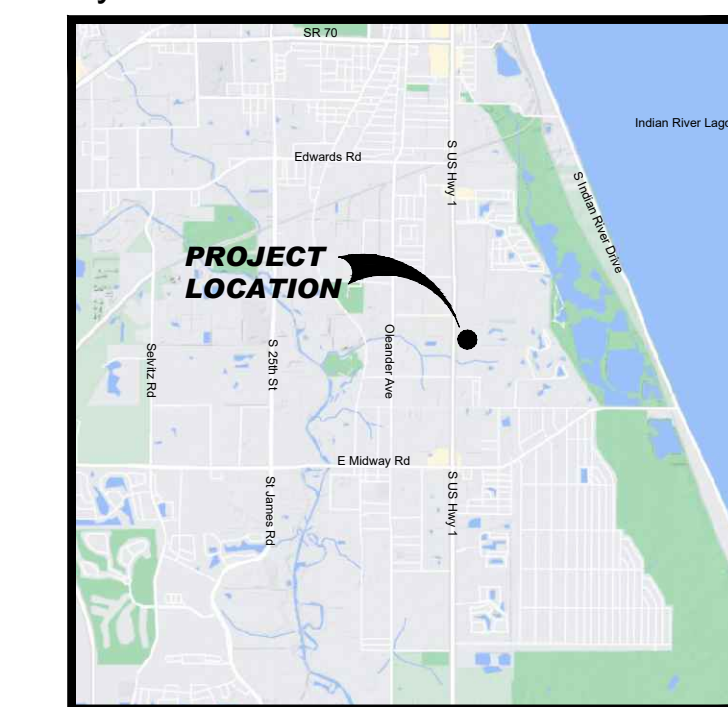 SR 70
Indian River Lago
Edwards Rd
S US Hwy 1
S Indian River Drive
PROJECT
LOCATION
Selvitz Rd
S 25th St
Oleander Ave
E Midway Rd
St James Rd
S US Hwy 1